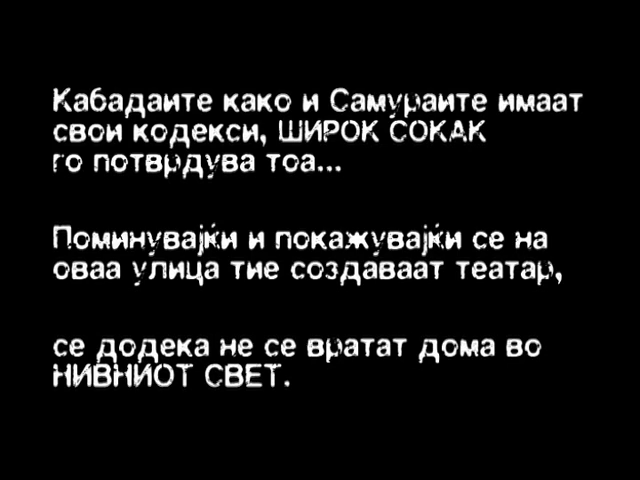 Кабадаите како и Самураите имаат
свои кодекси, ШИРОК СОКАК
го потврдува тоа...
Поминувајќи и покажувајќи се на
оваа улица тие создаваат театар,
се додека не се вратат дома во
НИВНИОТ СВЕТ.